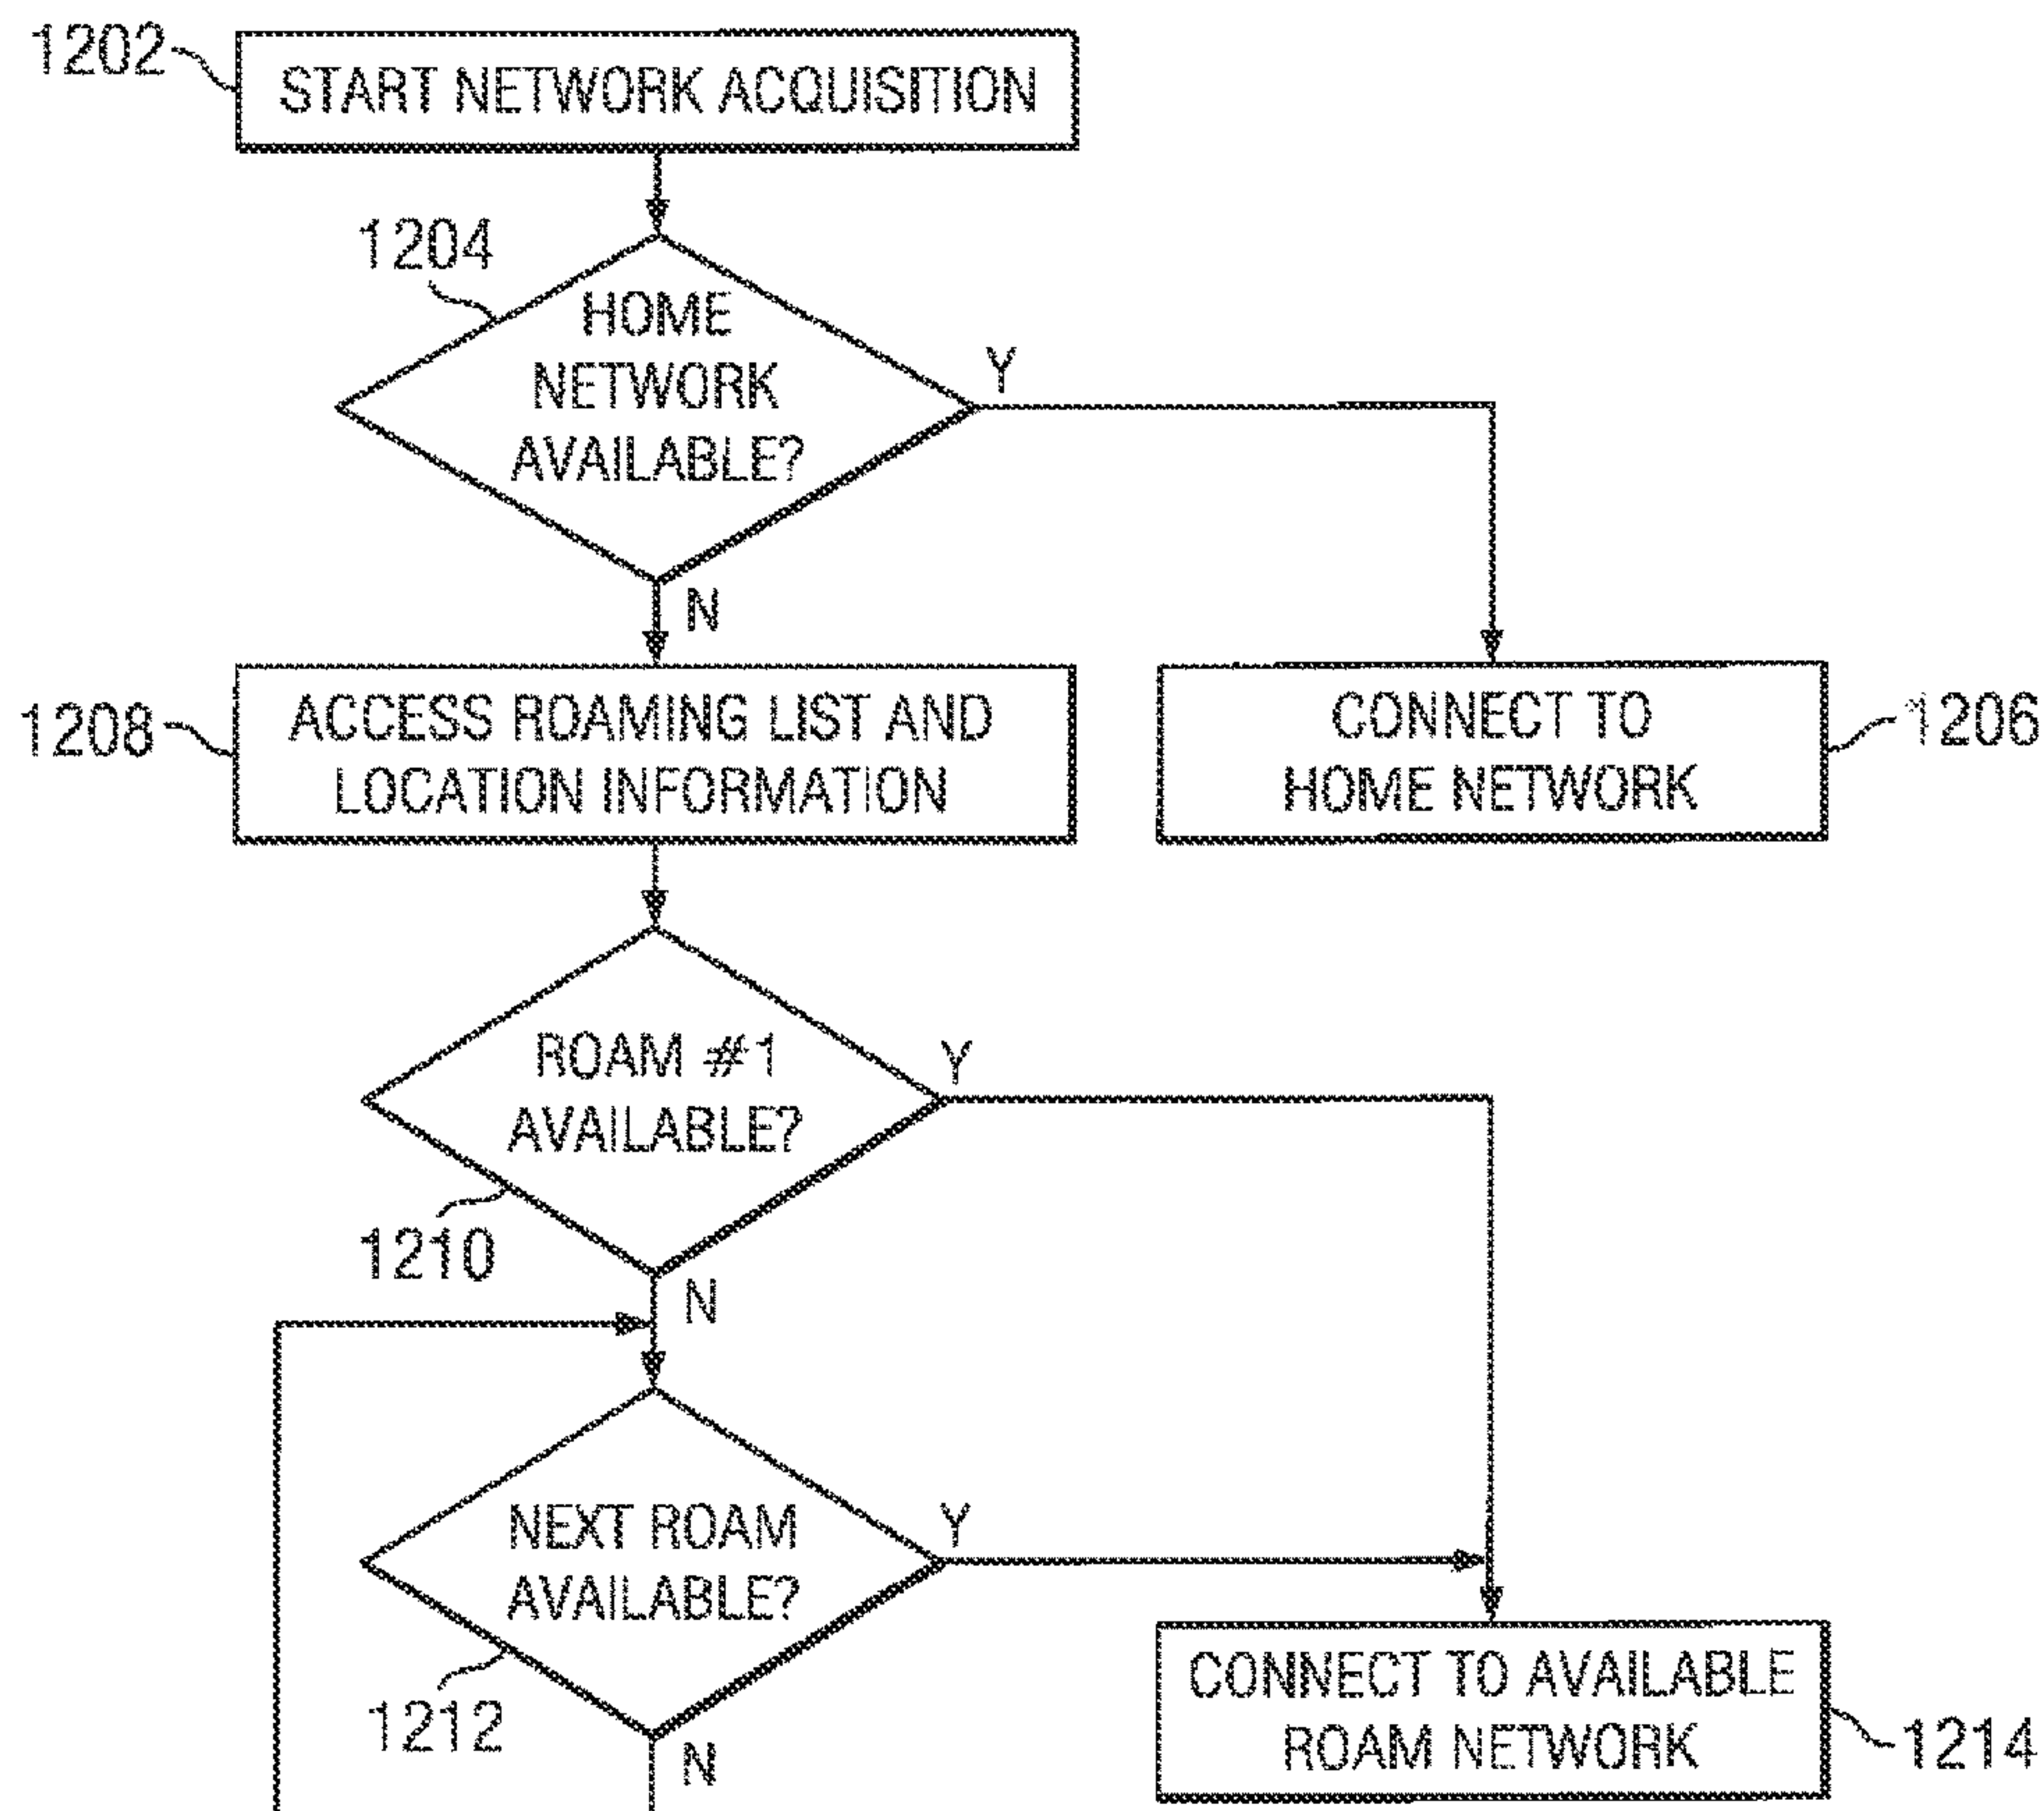 1202
START NETWORK ACQUISITION
1204
HOME
NETWORK
AVAILABLE?
Y
N
1208
ACCESS ROAMING LIST AND
LOCATION INFORMATION
CONNECT TO
HOME NETWORK
1206
ROAM #1
AVAILABLE?
Y
1210
N
NEXT ROAM
AVAILABLE?
Y
1212
N
CONNECT TO AVAILABLE
ROAM NETWORK
1214